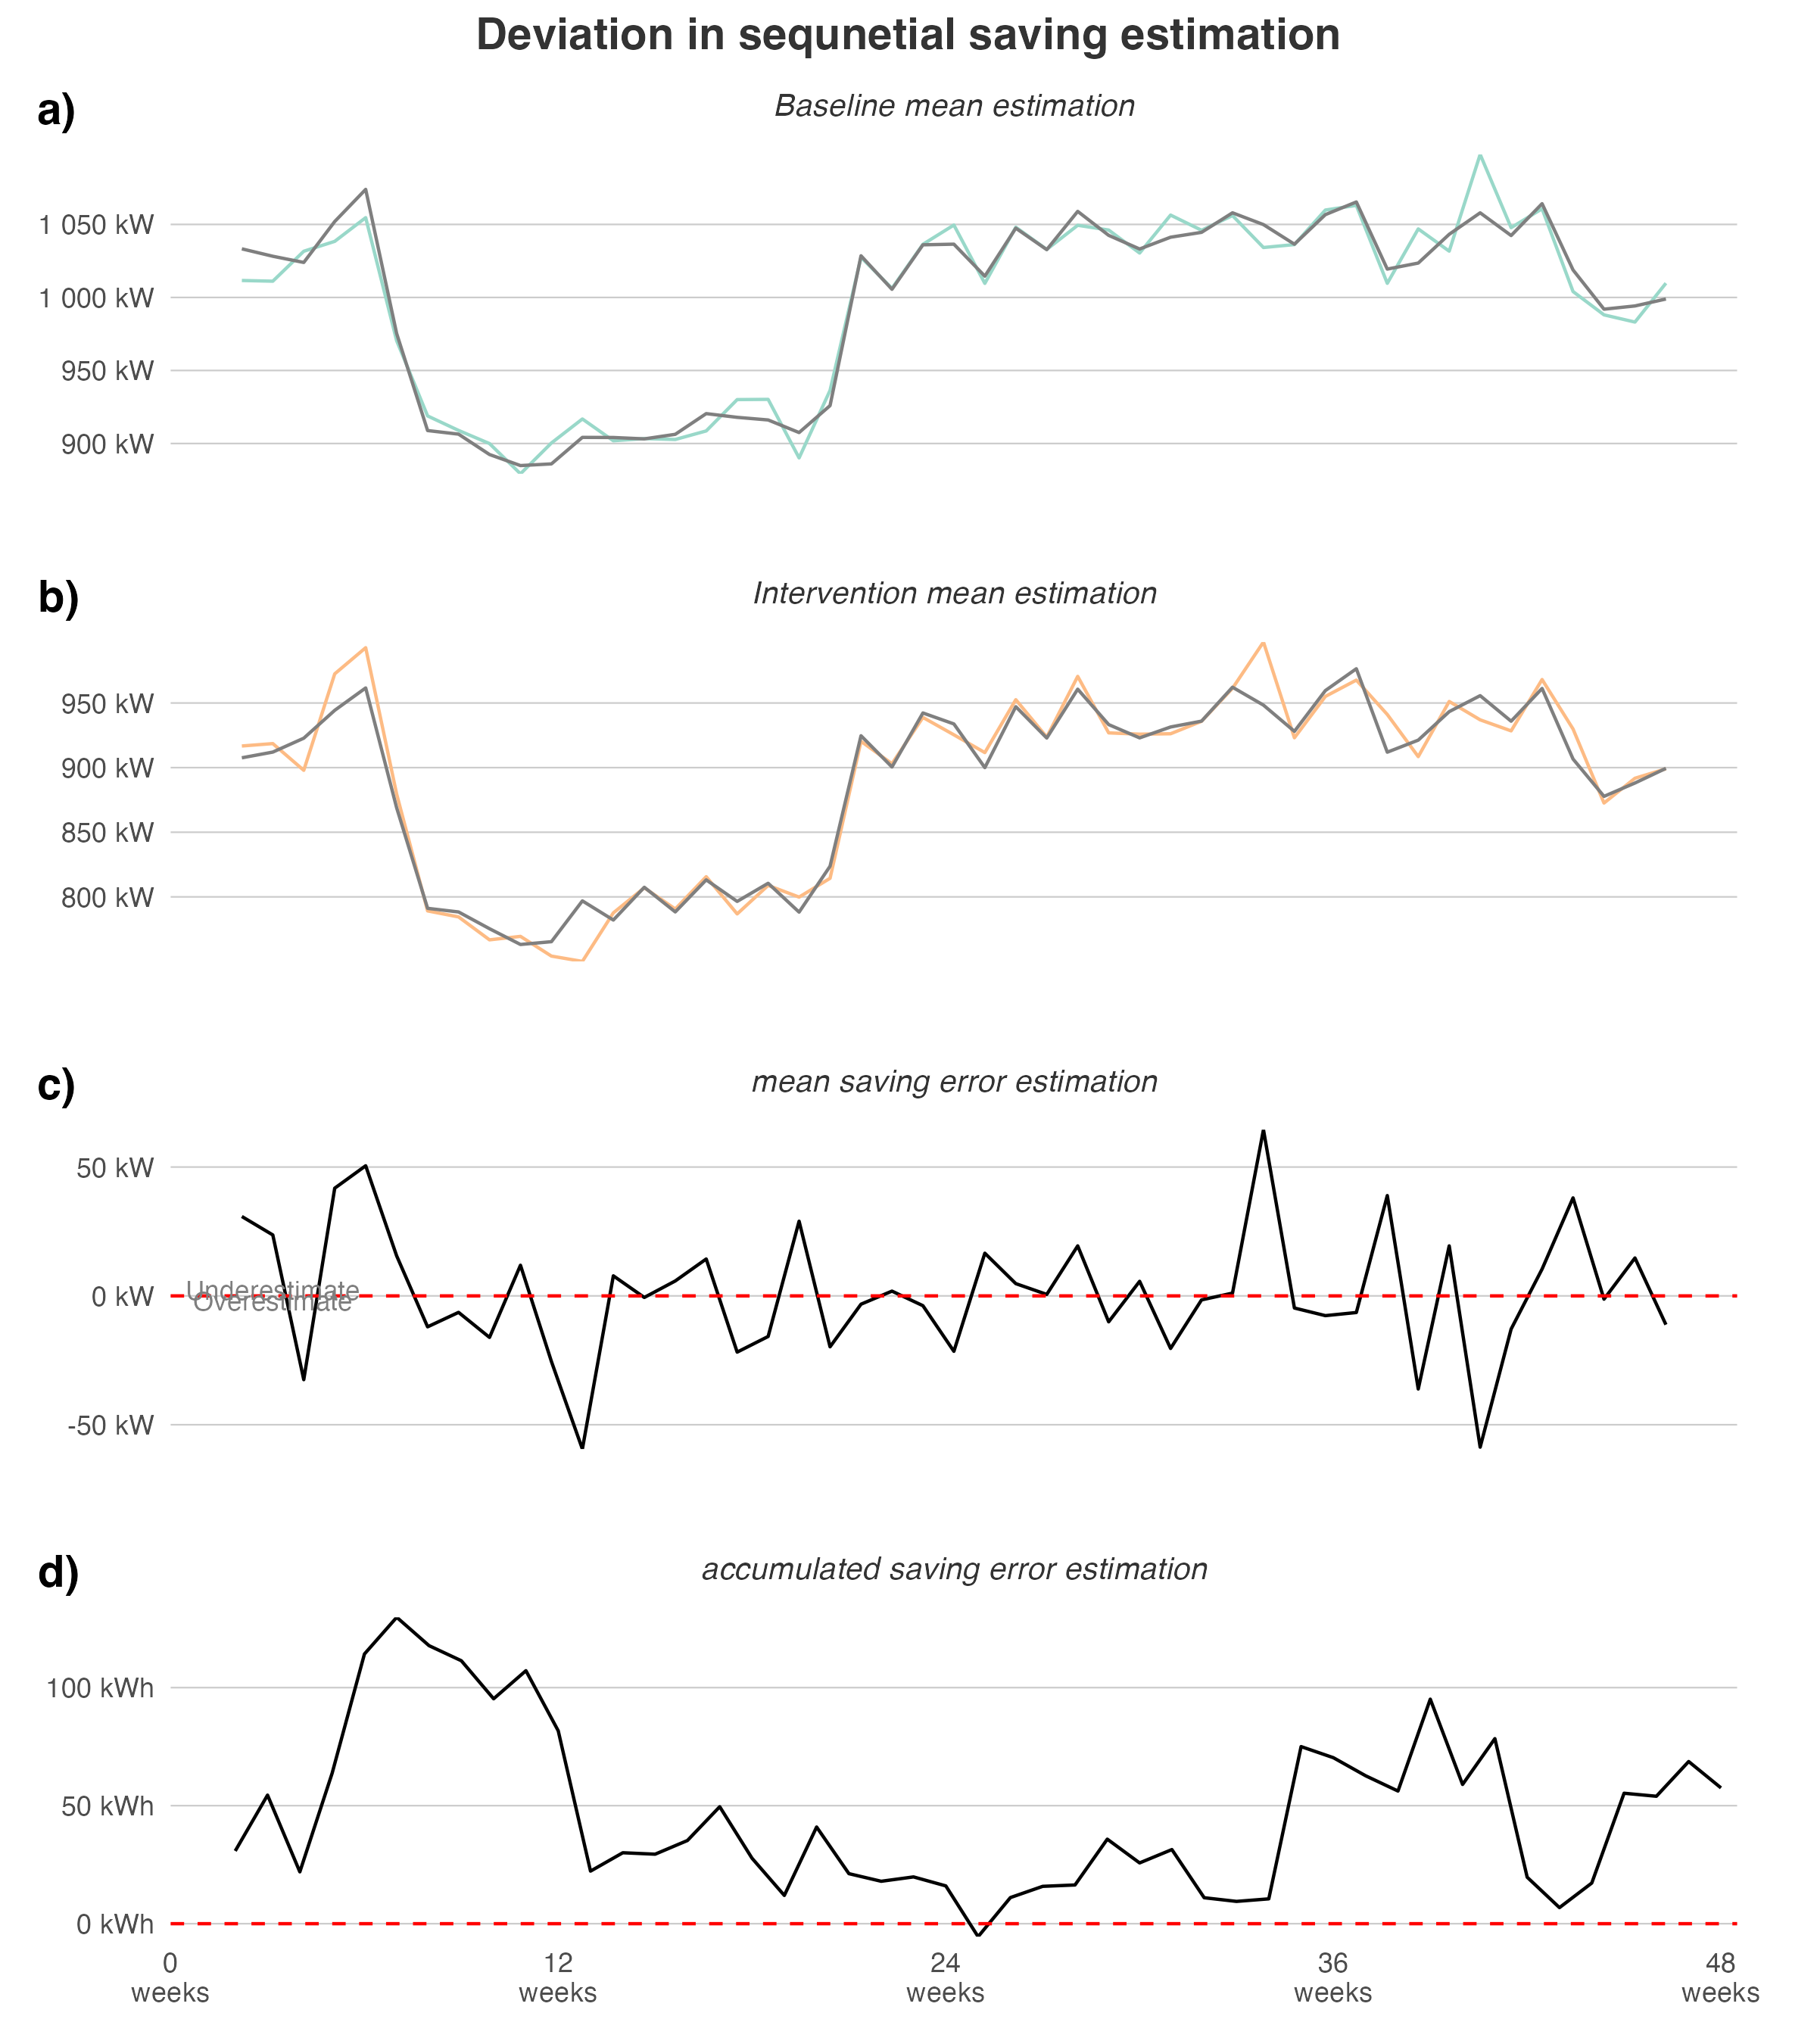 Deviation in sequnetial saving estimation
a)
Baseline mean estimation
1 050 kW
1 000 kW
950 kW
900 kW
b)
Intervention mean estimation
950 kW
900 kW
850 kW
800 kW
c)
mean saving error estimation
50 kW
Underestimate
0 kW
Overestimate
-50 kW
d)
accumulated saving error estimation
100 kWh
50 kWh
0 kWh
0
weeks
12
weeks
24
weeks
36
weeks
48
weeks